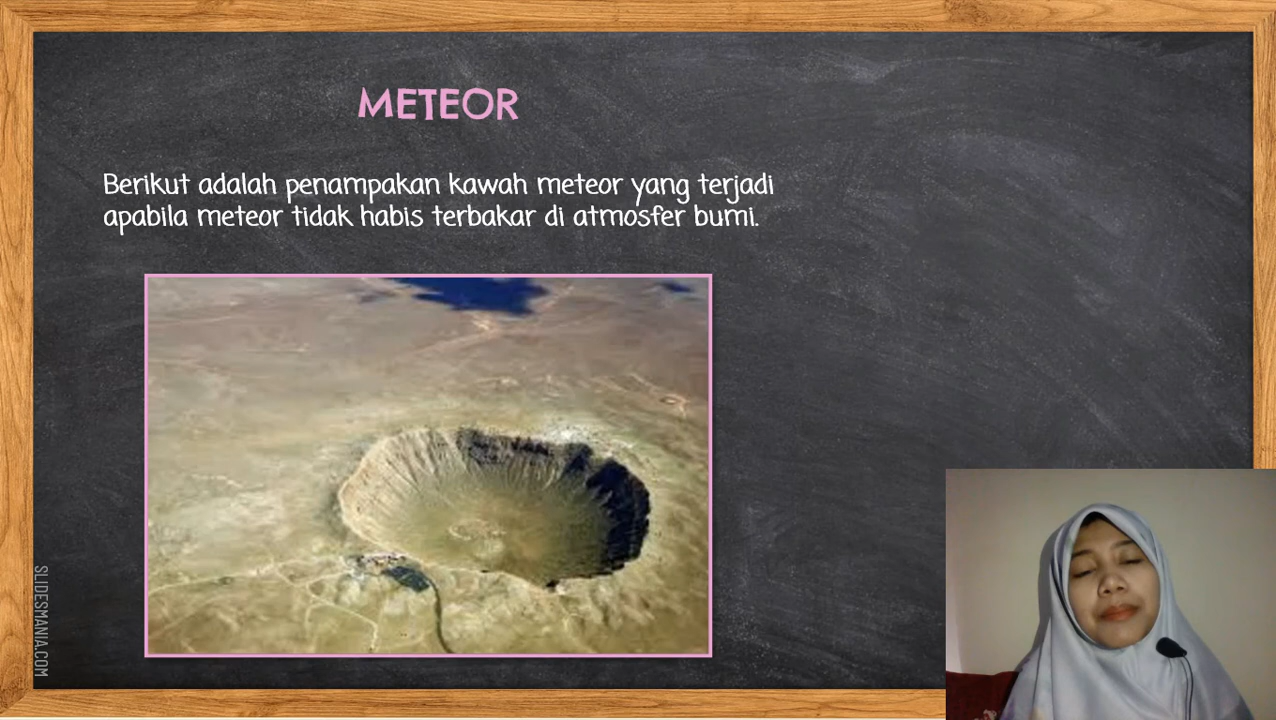 METEOR
Berikut adalah penampakan kawah meteor yang terjadi
apabila meteor tidak habis terbakar di atmosfer bumi.
SLIDESMANIA.COM